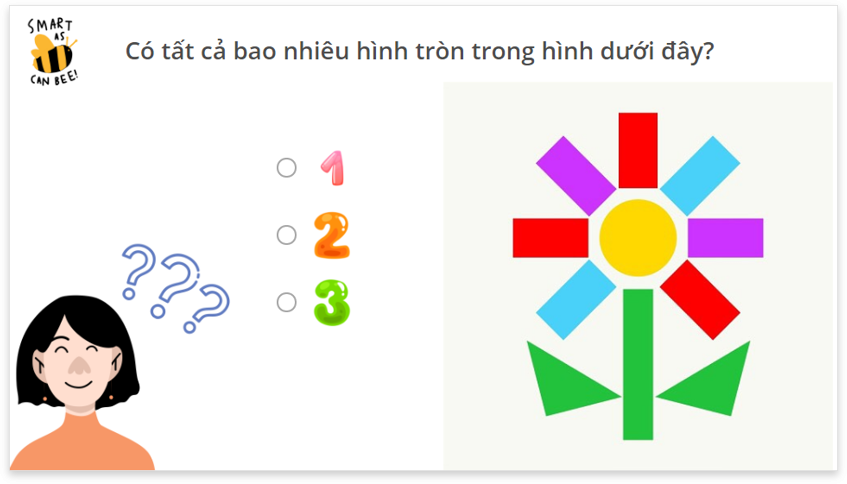 SMART
AS
CAN BEE!
Có tất cả bao nhiêu hình tròn trong hình dưới đây?
1
2
3
???